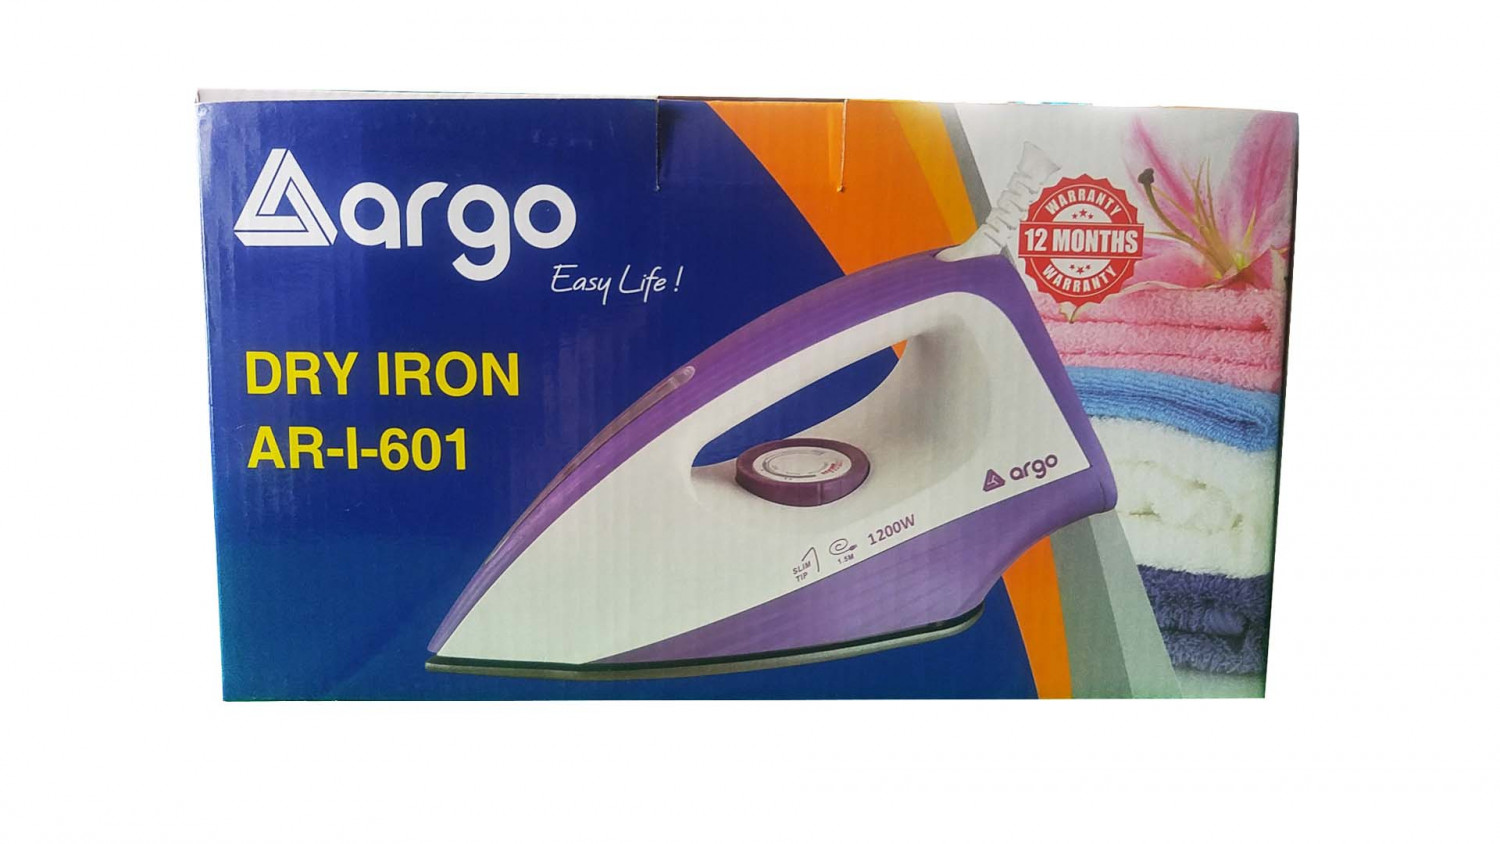 argo
Easy Life !
DRY IRON
AR-I-601
WARRANTY
12 MONTHS
WARRANTY
argo
1200W
1.5M
SLIM
TIP